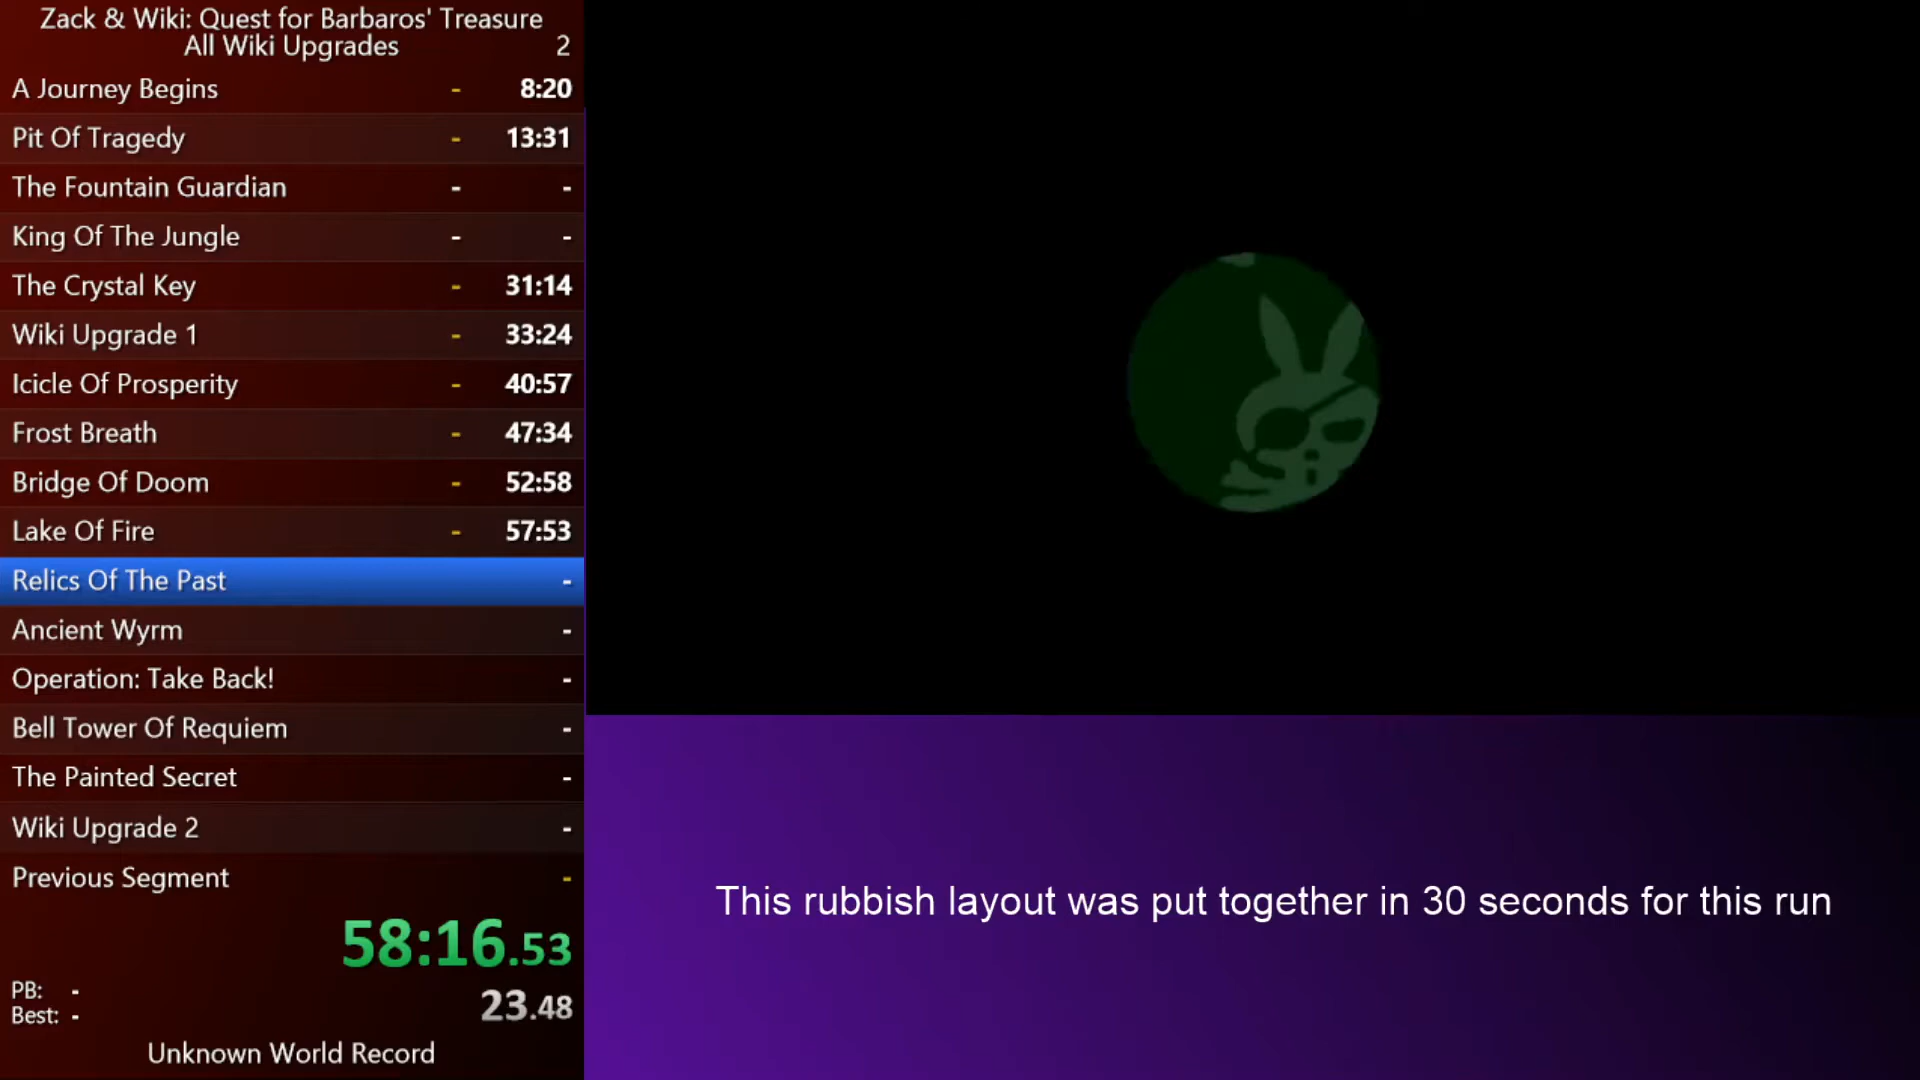 Zack & Wiki: Quest for Barbaros' Treasure
All Wiki Upgrades 2
A Journey Begins - 8:20
Pit Of Tragedy - 13:31
The Fountain Guardian - -
King Of The Jungle - -
The Crystal Key - 31:14
Wiki Upgrade 1 - 33:24
Icicle Of Prosperity - 40:57
Frost Breath - 47:34
Bridge Of Doom - 52:58
Lake Of Fire - 57:53
Relics Of The Past -
Ancient Wyrm -
Operation: Take Back! -
Bell Tower Of Requiem -
The Painted Secret -
Wiki Upgrade 2 -
Previous Segment -
58:16.53
PB: -
Best: -
23.48
Unknown World Record
This rubbish layout was put together in 30 seconds for this run